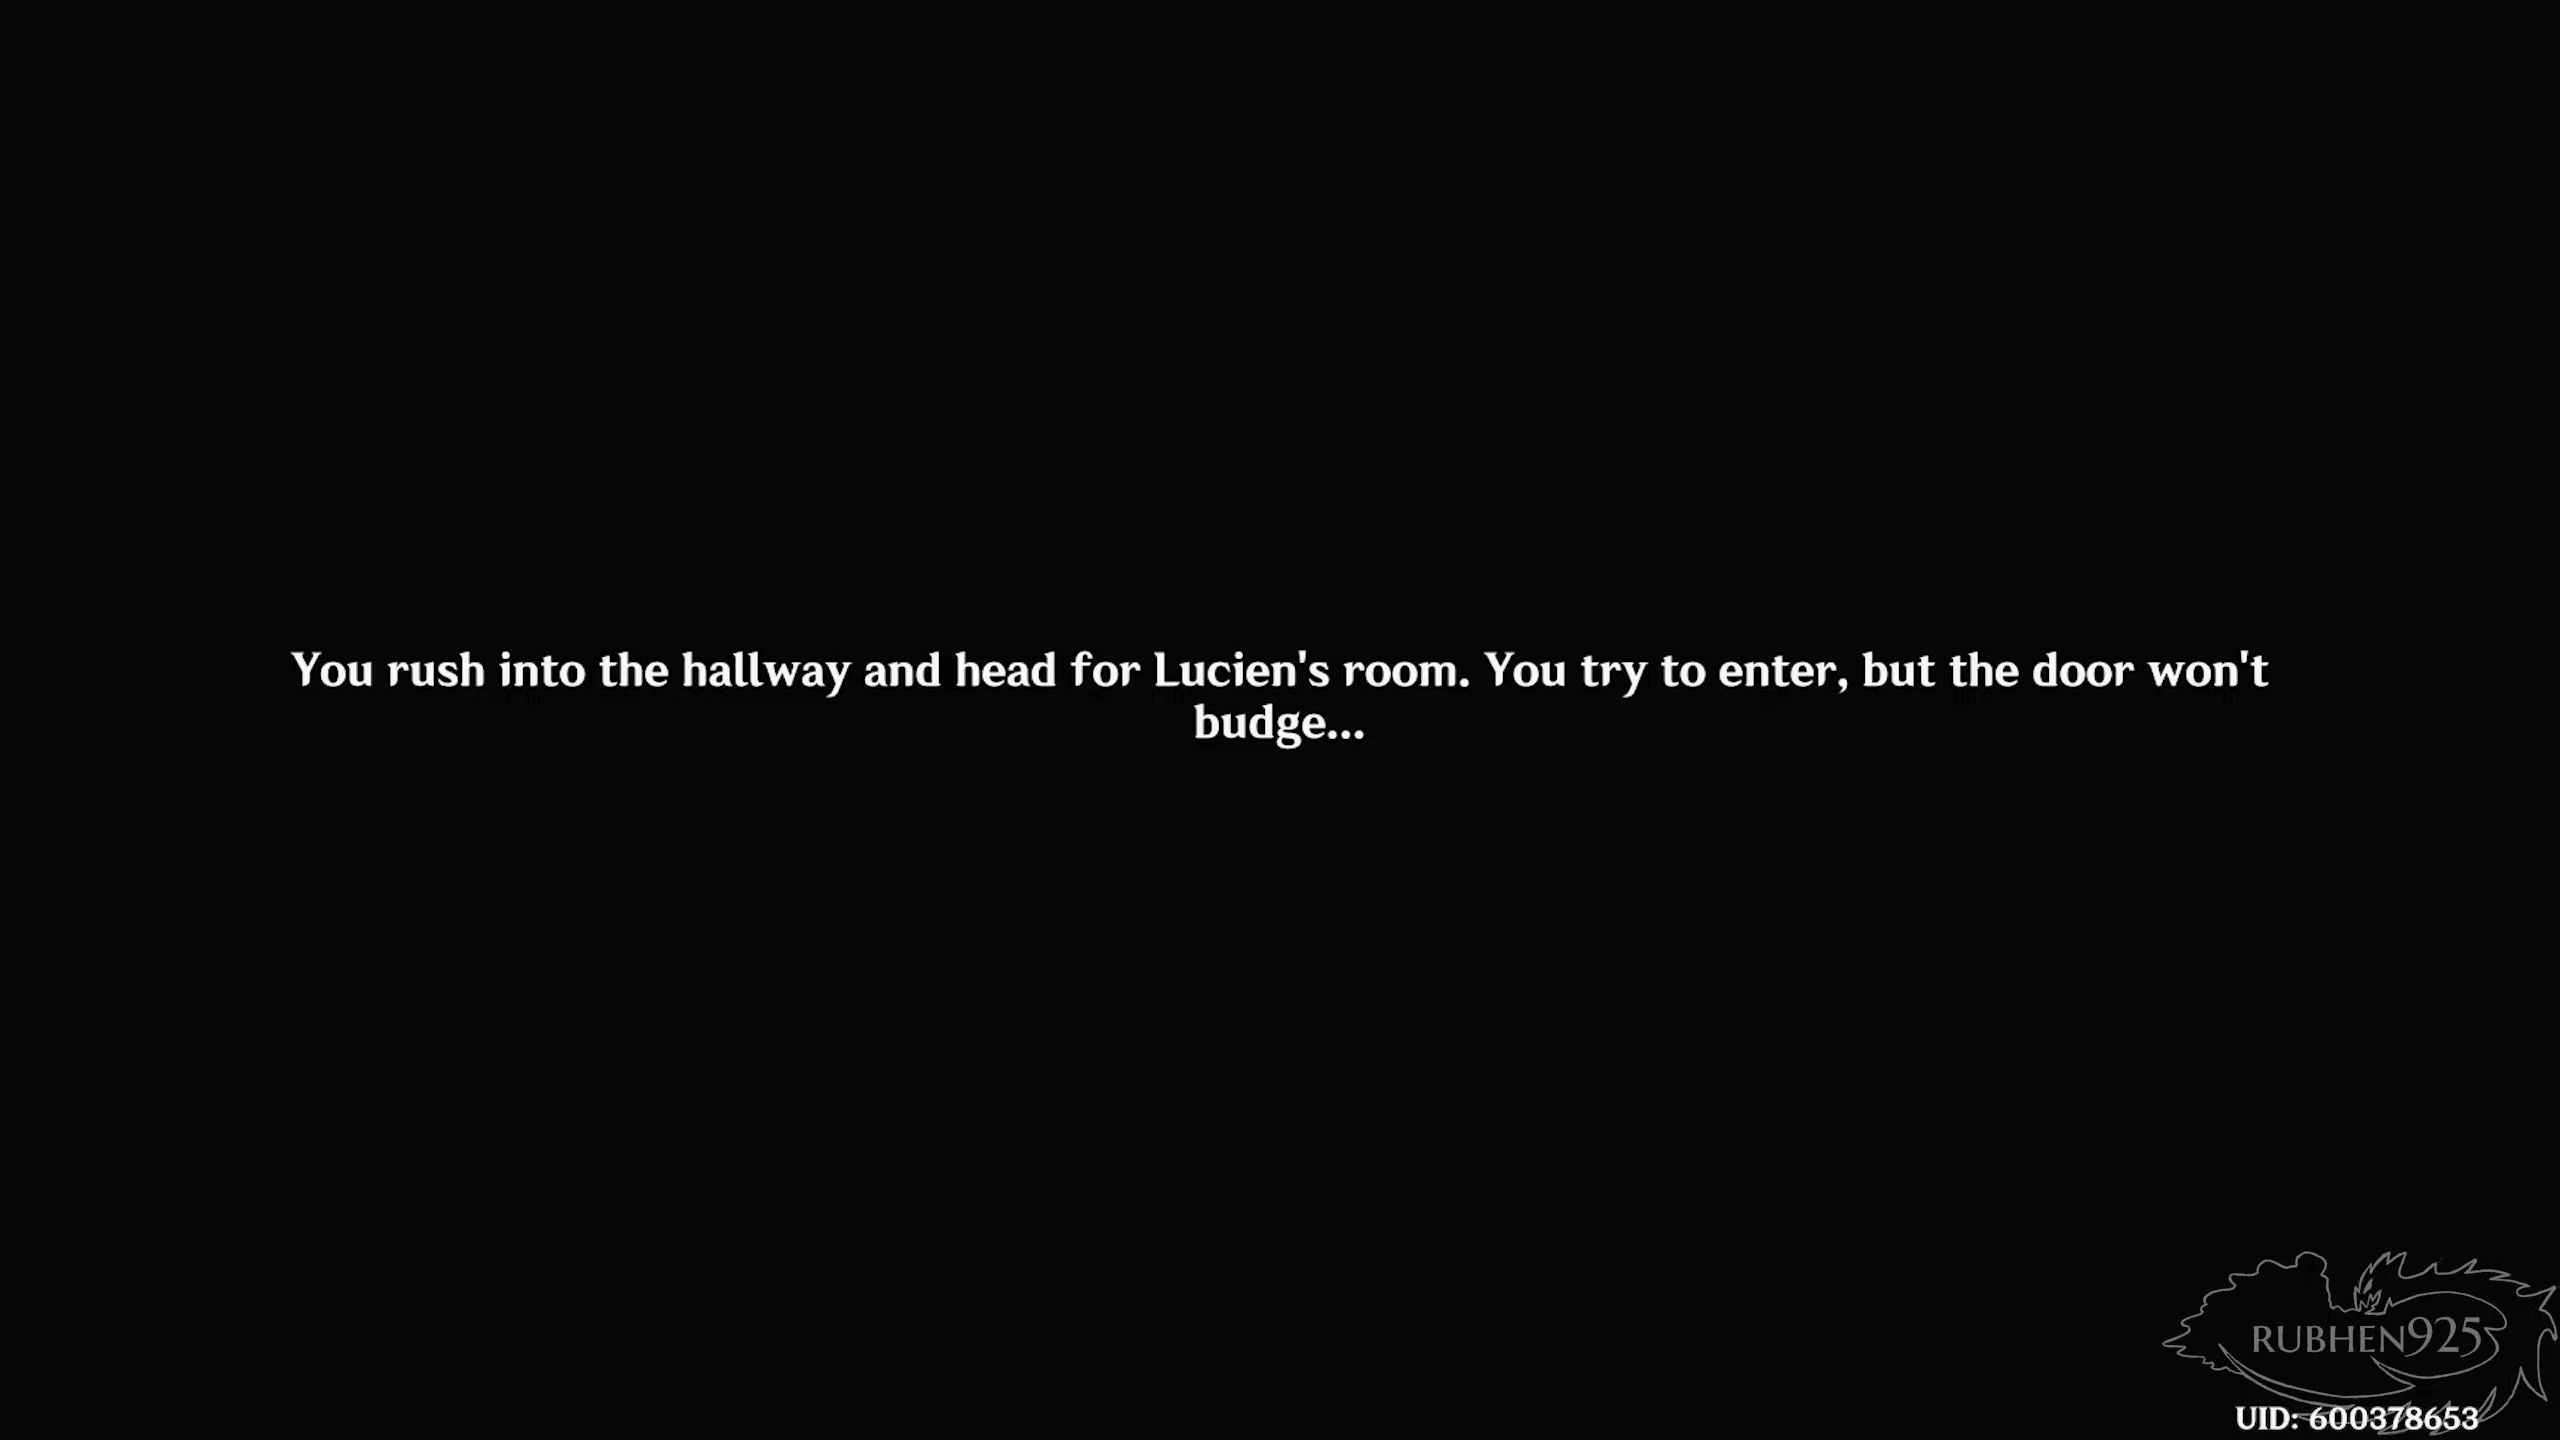 You rush into the hallway and head for Lucien's room. You try to enter, but the door won't
budge...
RUBHEN925
UID: 600378653